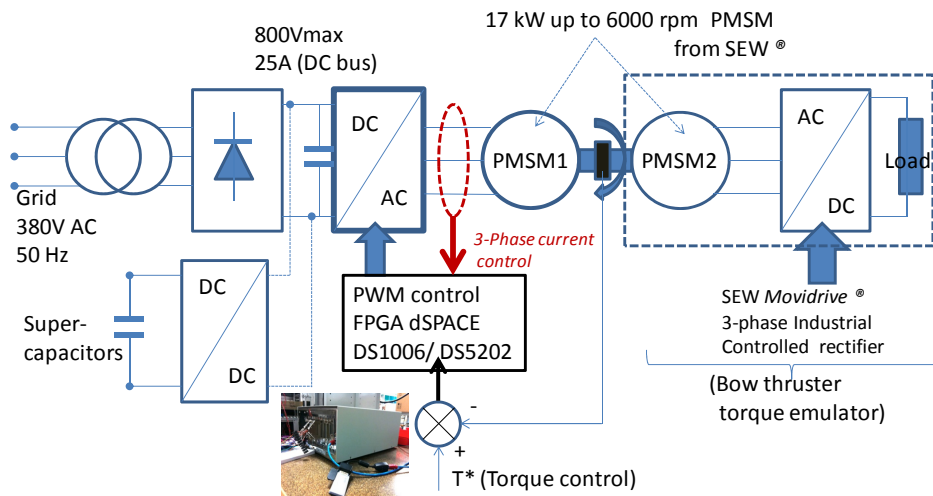 800Vmax
25A (DC bus)
17 kW up to 6000 rpm PMSM
from SEW ®
DC
AC
PMSM1
PMSM2
AC
DC
Load
Grid
380V AC
50 Hz
3-Phase current
control
DC
DC
Super-
capacitors
PWM control
FPGA dSPACE
DS1006/ DS5202
SEW Movidrive ®
3-phase Industrial
Controlled rectifier
(Bow thruster
torque emulator)
-
+
T* (Torque control)